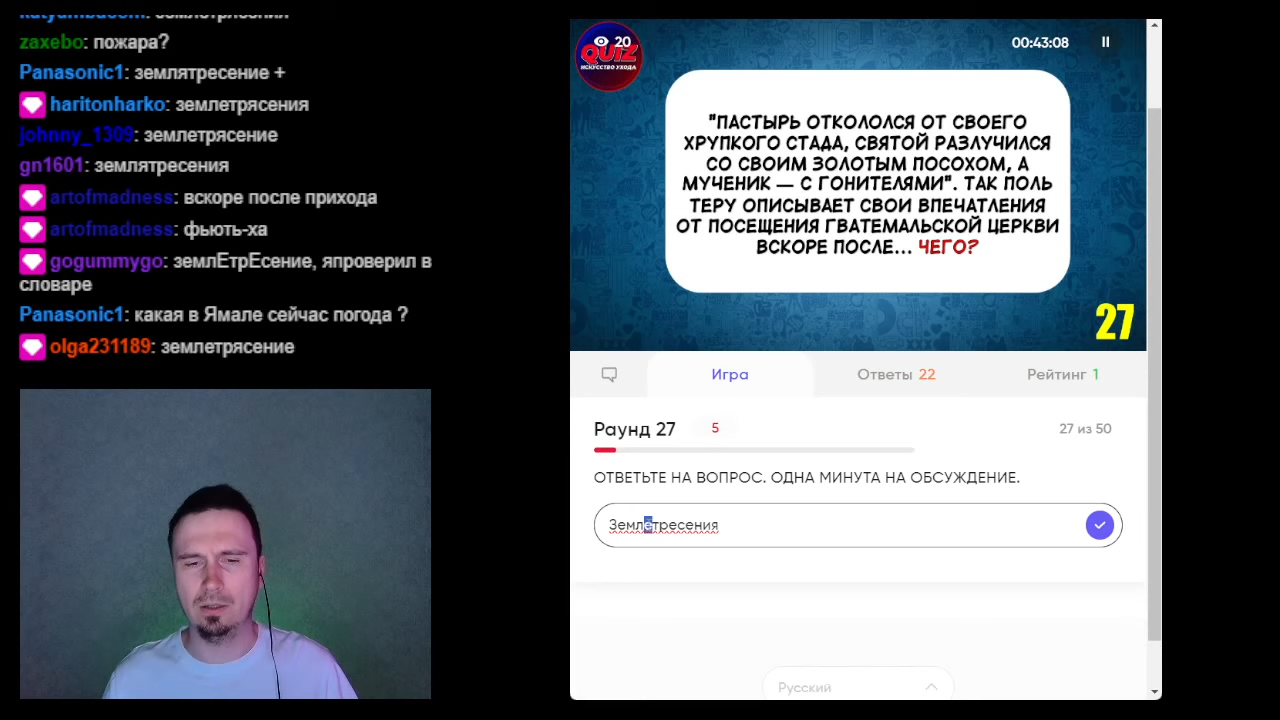 zaxebo: пожара?
Panasonic1: землятресение +
haritonharko: землетрясения
johnny_1309: землетрясение
gn1601: землятресения
artofmadness: вскоре после прихода
artofmadness: фьють-ха
gogummygo: землЕтрЕсение, япроверил в
словаре
Panasonic1: какая в Ямале сейчас погода ?
olga231189: землетрясение
20
QUIZ
ИСКУССТВО УХОДА
00:43:08
"ПАСТЫРЬ ОТКОЛОЛСЯ ОТ СВОЕГО
ХРУПКОГО СТАДА, СВЯТОЙ РАЗЛУЧИЛСЯ
СО СВОИМ ЗОЛОТЫМ ПОСОХОМ, А
МУЧЕНИК — С ГОНИТЕЛЯМИ". ТАК ПОЛЬ
ТЕРУ ОПИСЫВАЕТ СВОИ ВПЕЧАТЛЕНИЯ
ОТ ПОСЕЩЕНИЯ ГВАТЕМАЛЬСКОЙ ЦЕРКВИ
ВСКОРЕ ПОСЛЕ... ЧЕГО?
27
Игра
Ответы 22
Рейтинг 1
Раунд 27
5
27 из 50
ОТВЕТЬТЕ НА ВОПРОС. ОДНА МИНУТА НА ОБСУЖДЕНИЕ.
Землетресения
Русский